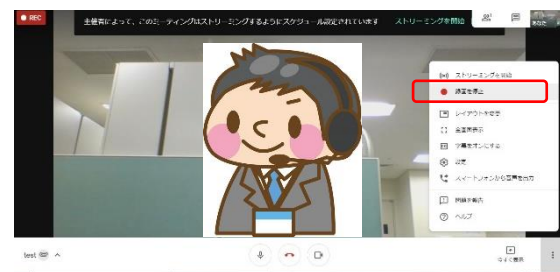 REC
主催者によって、このミーティングはストリーミングするようにスケジュール設定されています
ストリーミングを開始
あなた
ストリーミングを開始
録画を停止
レイアウトを変更
全画面表示
字幕をオンにする
設定
スマートフォンから音声を出力
問題を報告
ヘルプ
test
今すぐ表示